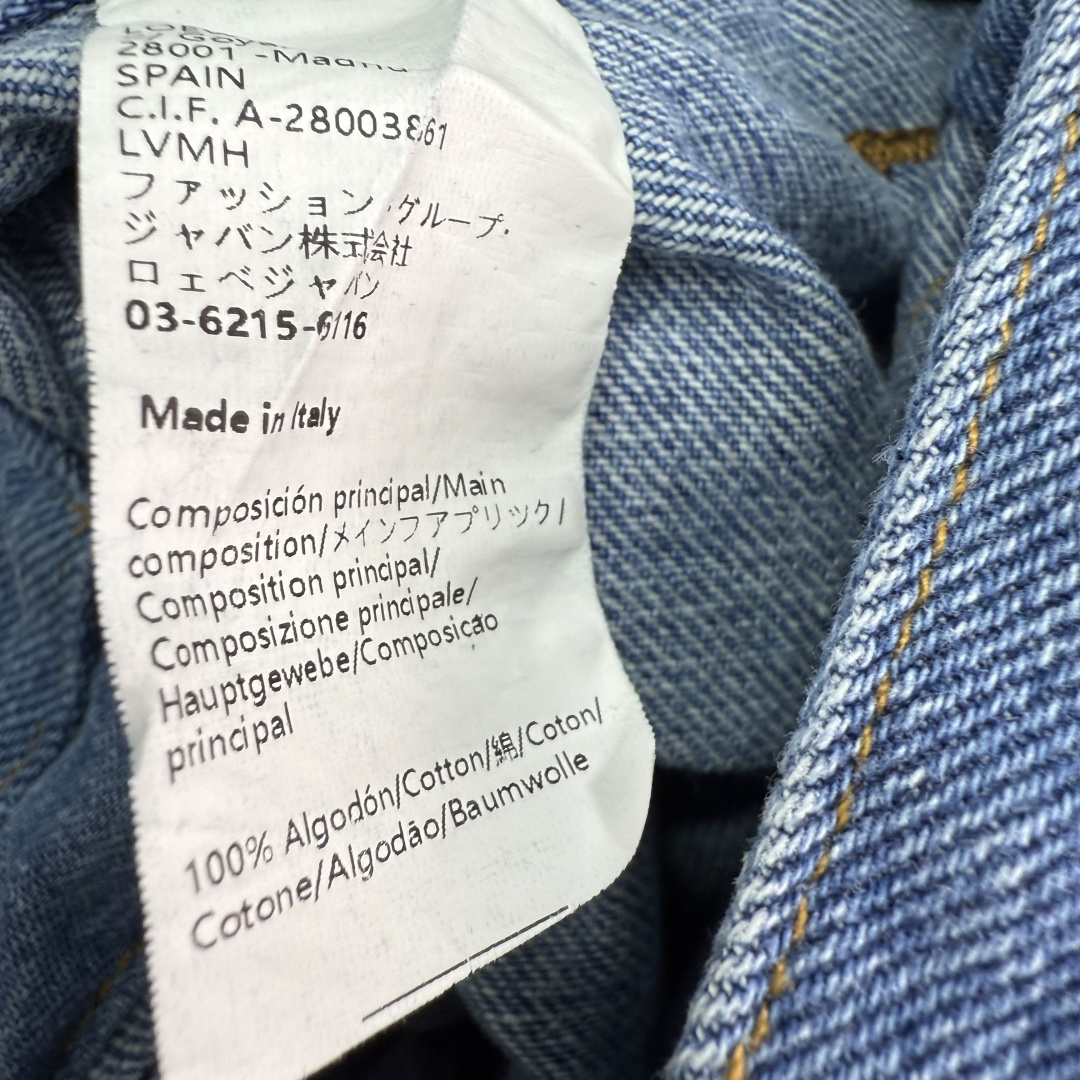 28001 -Madrid
SPAIN
C.I.F. A-28003861
LVMH
ファッション グループ.
ジャパン株式会社
ロエベジャパン
03-6215-6116
Made in Italy
Composición principal/Main
composition/メインファブリック/
Composition principal/
Composizione principale/
Hauptgewebe/Composição
principal
100% Algodón/Cotton/綿/Coton/
Cotone/Algodão/Baumwolle